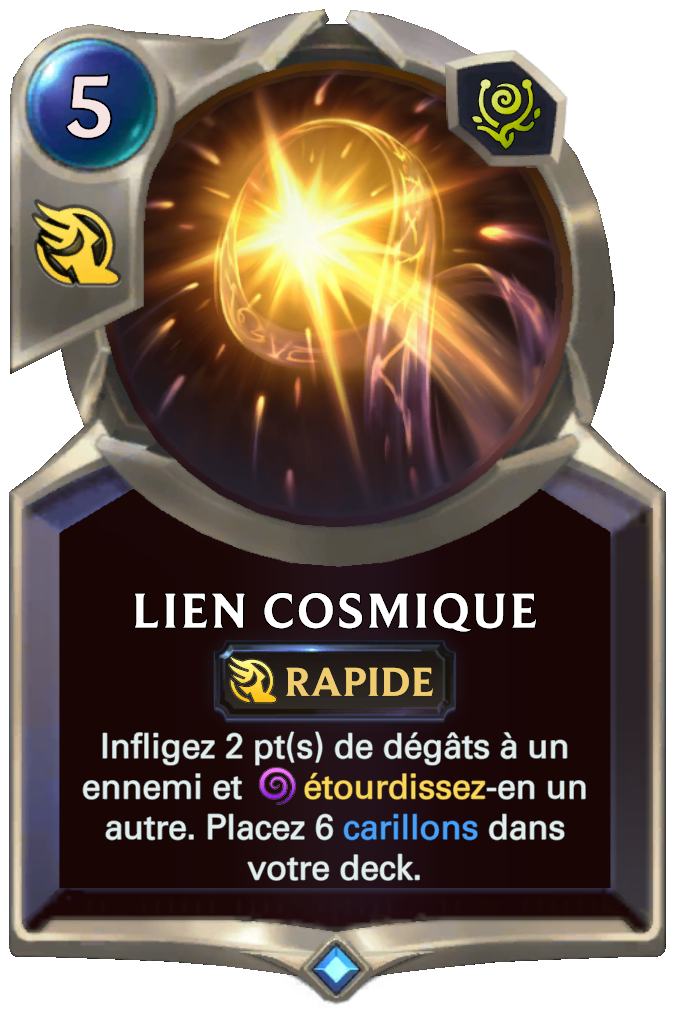 5
LIEN COSMIQUE
RAPIDE
Infligez 2 pt(s) de dégâts à un
ennemi et étourdissez-en un
autre. Placez 6 carillons dans
votre deck.